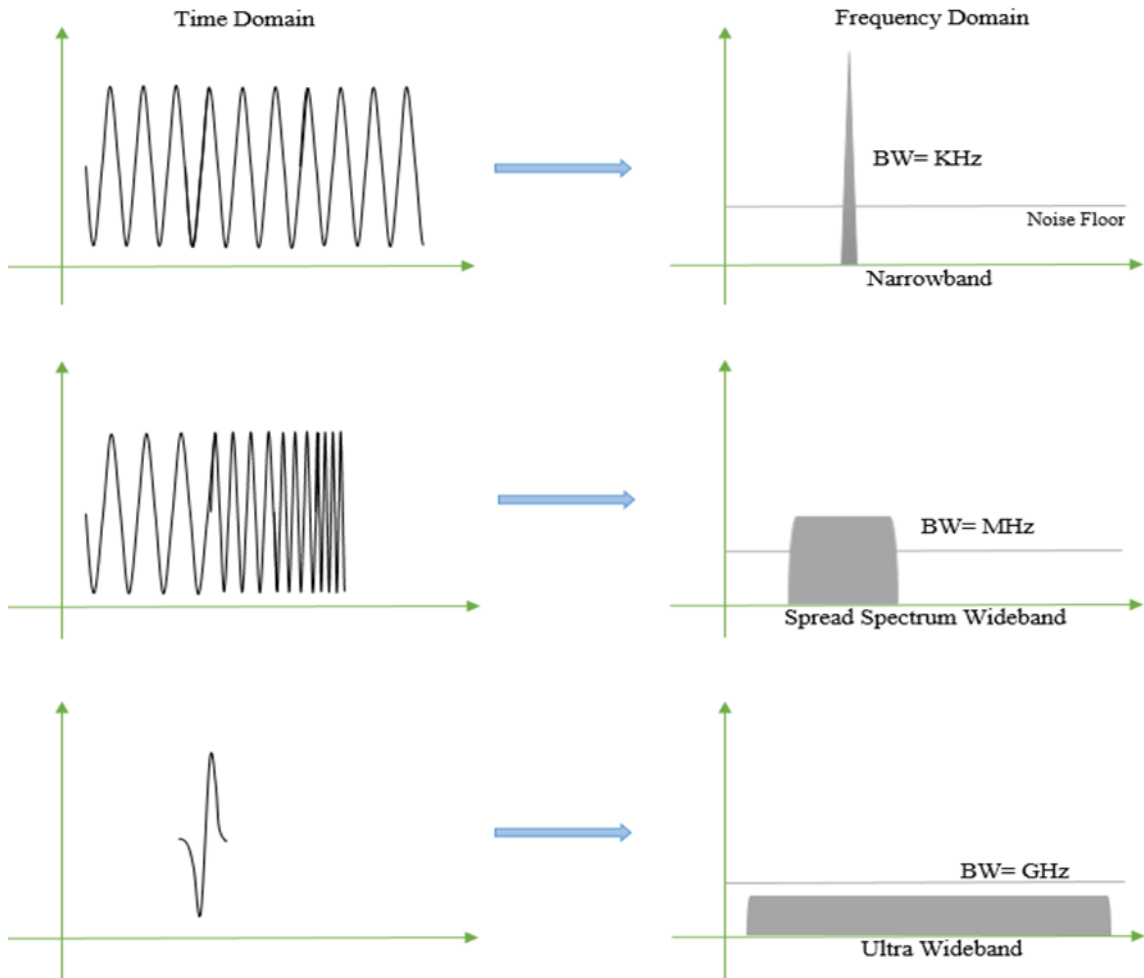 Time Domain
Frequency Domain
BW= KHz
Noise Floor
Narrowband
BW= MHz
Spread Spectrum Wideband
BW= GHz
Ultra Wideband